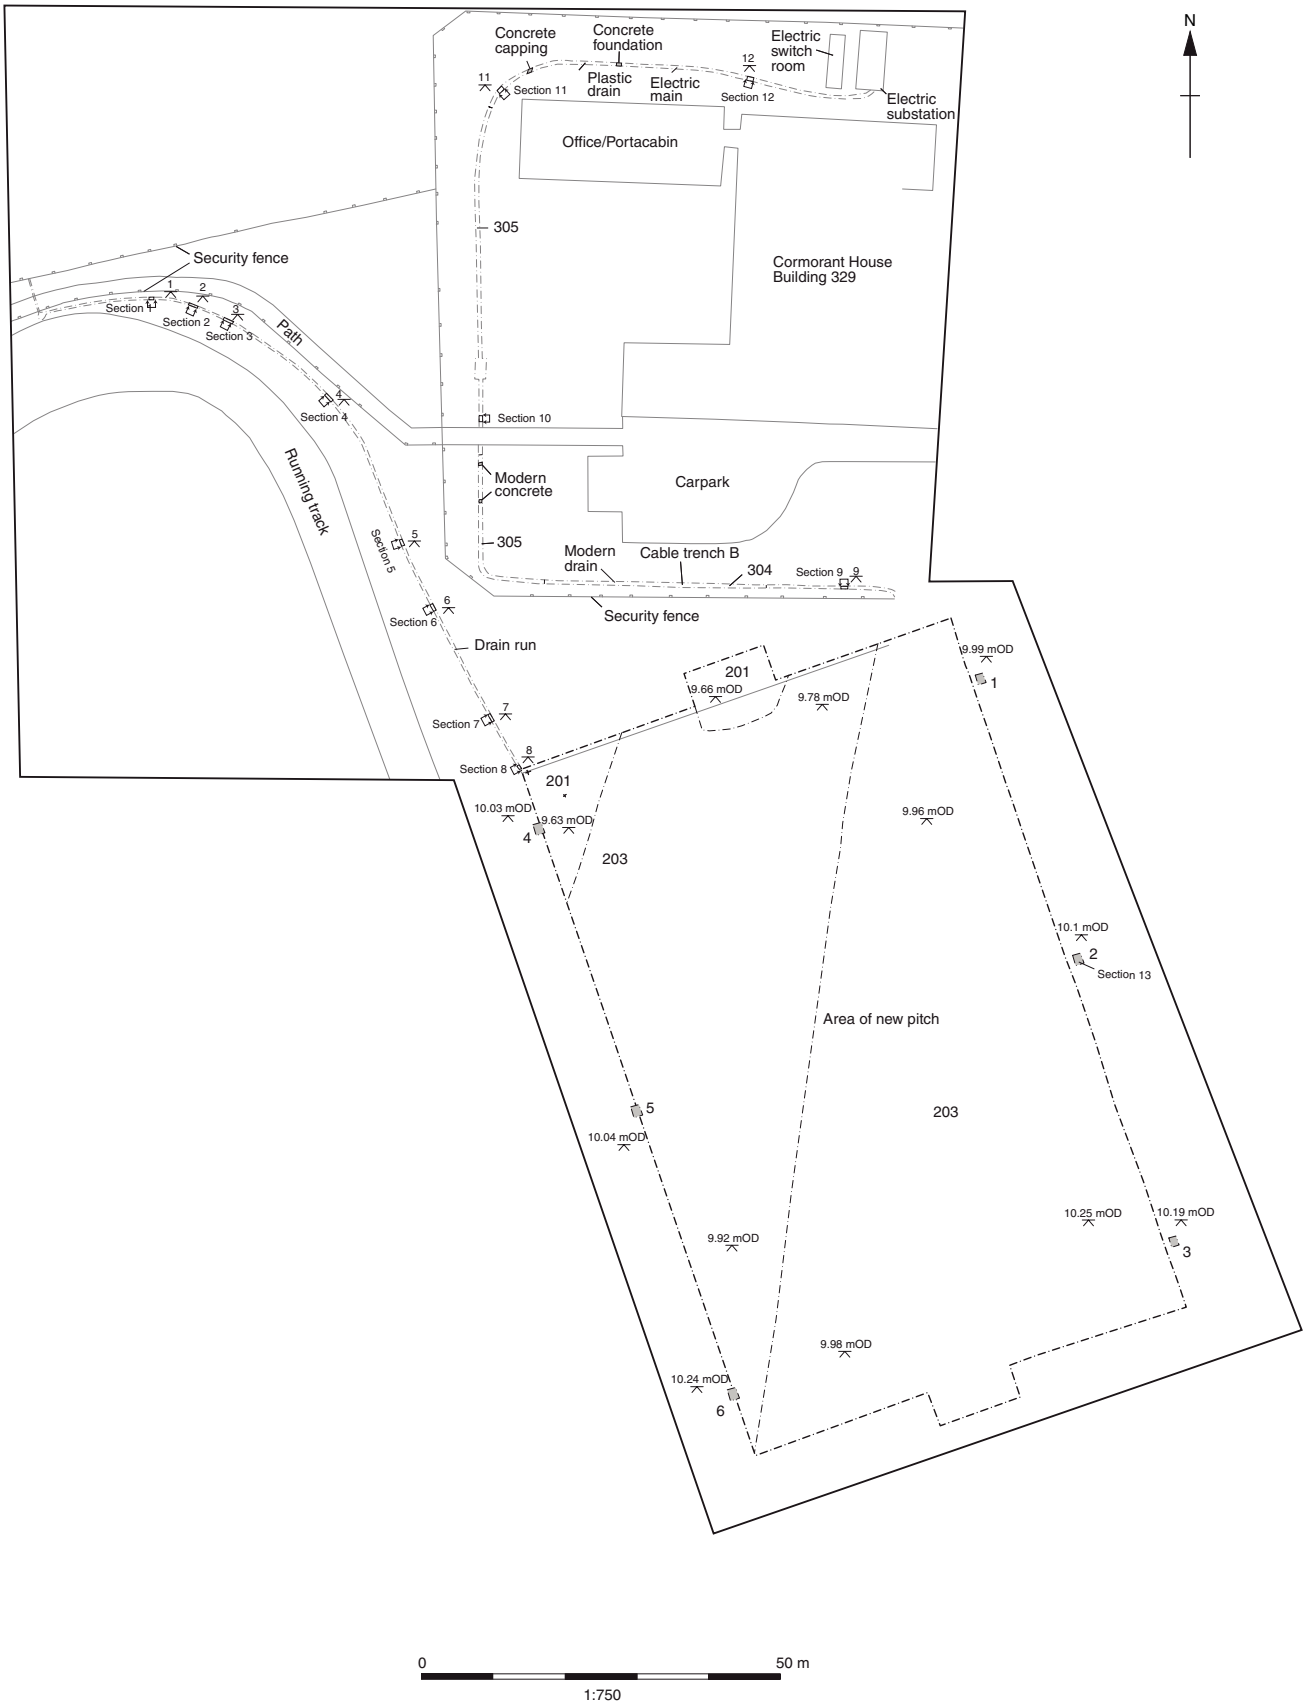 N
Concrete
capping
Concrete
foundation
Electric
switch
room
12
11
Section 11
Plastic
drain
Electric
main
Section 12
Electric
substation
Office/Portacabin
305
Security fence
Cormorant House
Building 329
1
2
3
Section 1
Section 2
Section 3
Path
4
Section 4
Section 10
Running track
Modern
concrete
Carpark
5
Section 5
305
Modern
drain
Cable trench B
304
Section 9
9
6
Section 6
Security fence
Drain run
9.99 mOD
1
201
9.66 mOD
9.78 mOD
7
Section 7
8
Section 8
201
10.03 mOD
9.63 mOD
4
9.96 mOD
203
10.1 mOD
2
Section 13
Area of new pitch
5
203
10.04 mOD
10.25 mOD
10.19 mOD
9.92 mOD
3
9.98 mOD
10.24 mOD
6
0
50 m
1:750